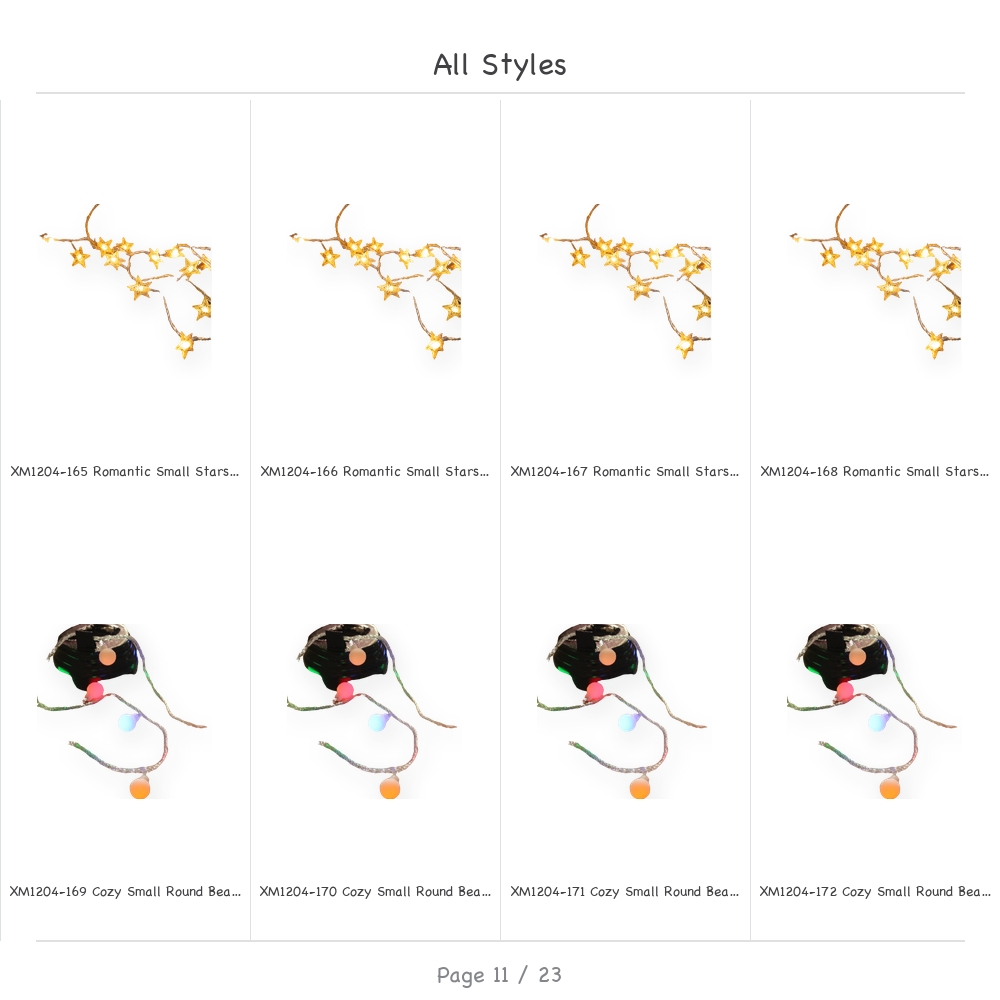 All Styles
XM1204-165 Romantic Small Stars...
XM1204-166 Romantic Small Stars...
XM1204-167 Romantic Small Stars...
XM1204-168 Romantic Small Stars...
XM1204-169 Cozy Small Round Bea...
XM1204-170 Cozy Small Round Bea...
XM1204-171 Cozy Small Round Bea...
XM1204-172 Cozy Small Round Bea...
Page 11 / 23